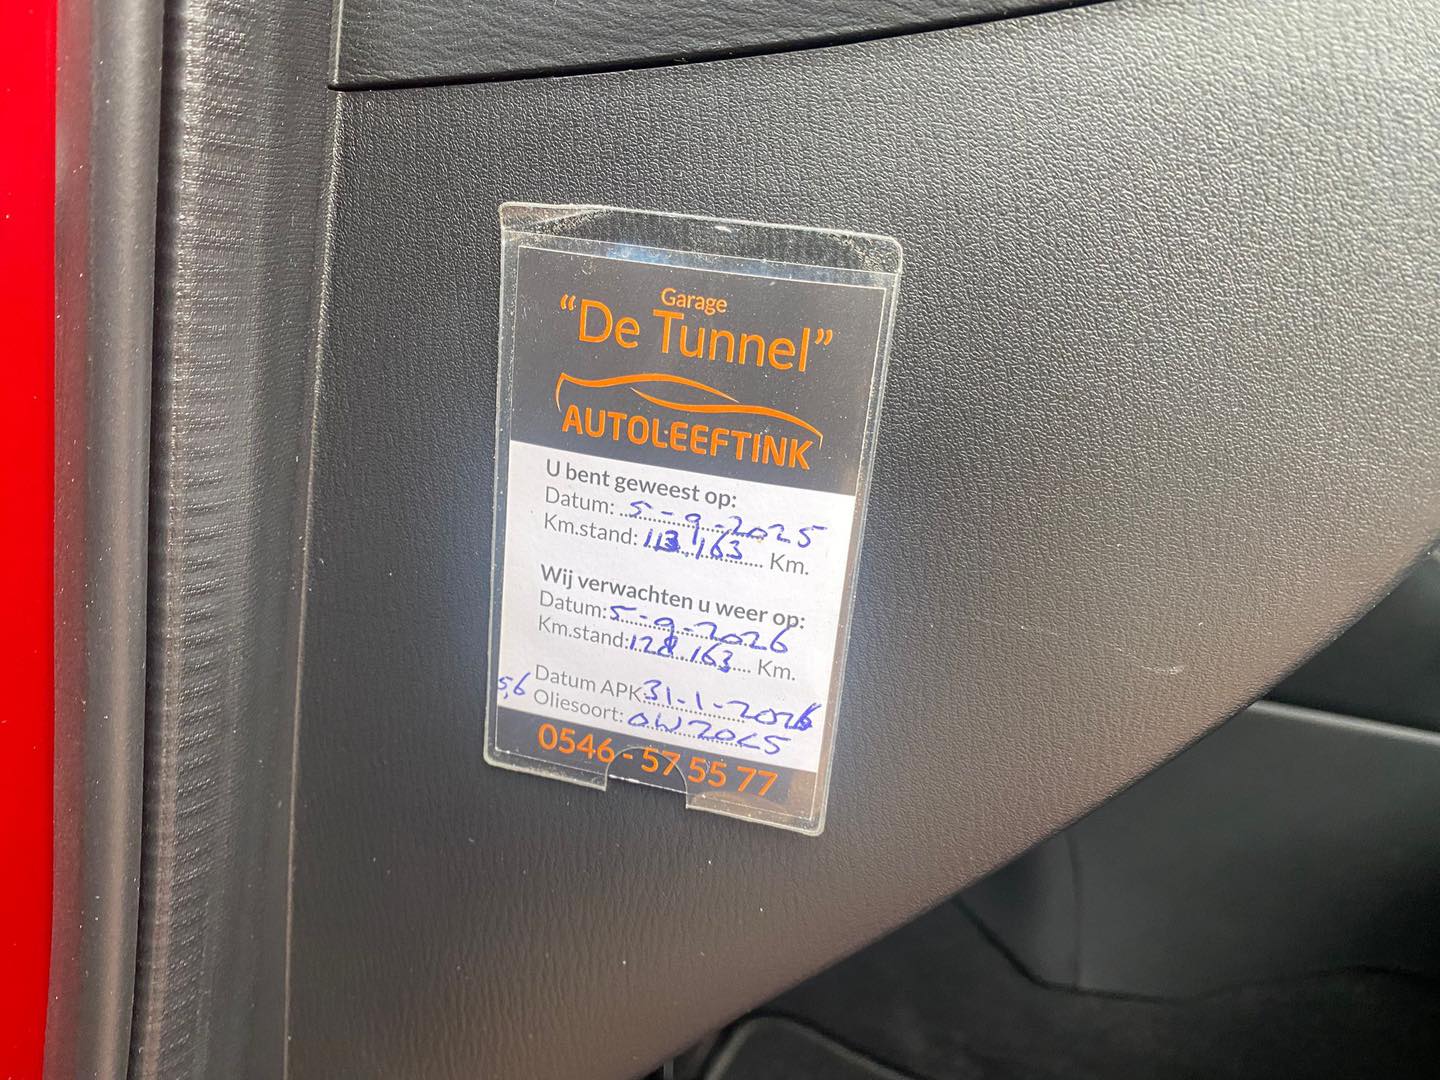 Garage
“De Tunnel”
AUTOLEEFTINK
U bent geweest op:
Datum: 5-9-2025
Km.stand: 113,163 Km.
Wij verwachten u weer op:
Datum: 5-9-2026
Km.stand: 128,163 Km.
Datum APK: 31-1-2026
5,6 Oliesoort: 0W20LS
0546 - 57 55 77